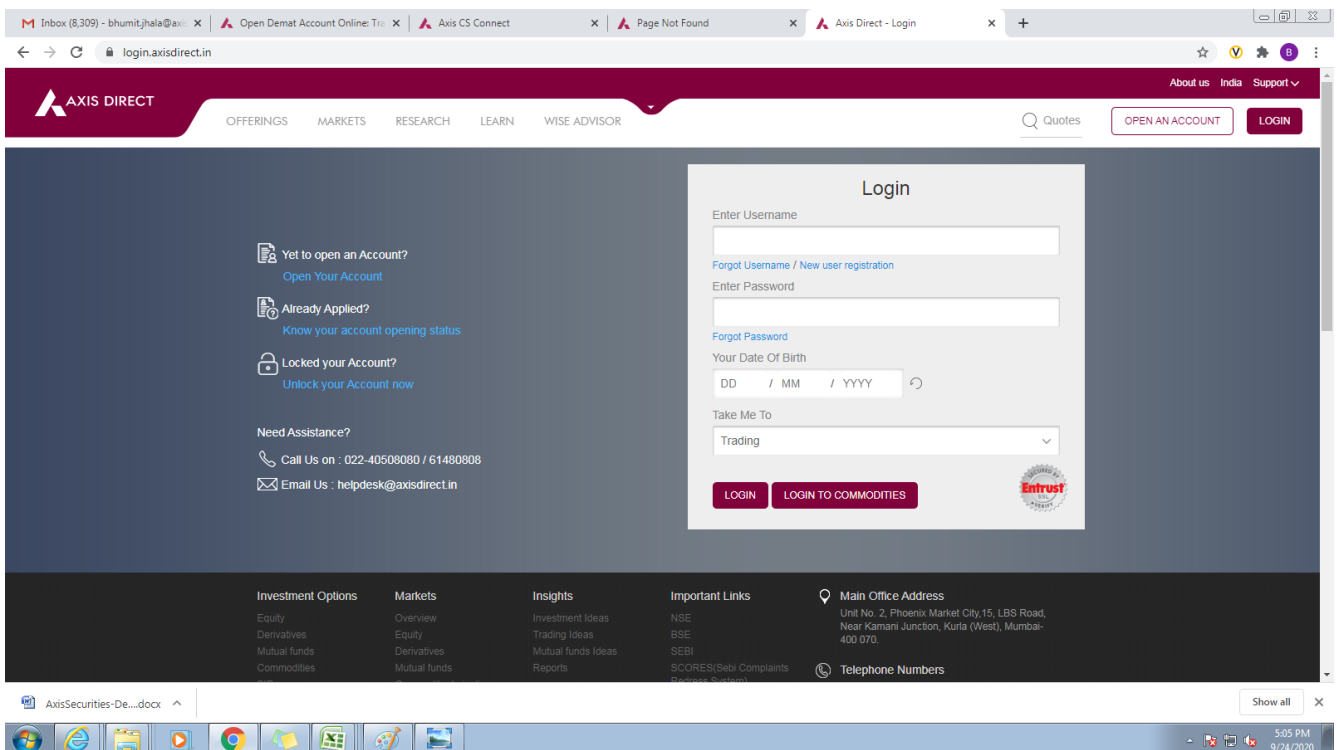 Inbox (8,309) - bhumit.jhala@axi
Open Demat Account Online: Tra
Axis CS Connect
Page Not Found
Axis Direct - Login
login.axisdirect.in
B
About us India Support
AXIS DIRECT
OFFERINGS MARKETS RESEARCH LEARN WISE ADVISOR
Quotes
OPEN AN ACCOUNT
LOGIN
Yet to open an Account?
Open Your Account
Already Applied?
Know your account opening status
Locked your Account?
Unlock your Account now
Need Assistance?
Call Us on : 022-40508080 / 61480808
Email Us : helpdesk@axisdirect.in
Login
Enter Username
Forgot Username / New user registration
Enter Password
Forgot Password
Your Date Of Birth
DD / MM / YYYY
Take Me To
Trading
LOGIN
LOGIN TO COMMODITIES
SECURED BY
Entrust
SSL
Investment Options
Equity
Derivatives
Mutual funds
Commodities
Markets
Overview
Equity
Derivatives
Mutual funds
Insights
Investment Ideas
Trading Ideas
Mutual funds Ideas
Reports
Important Links
NSE
BSE
SEBI
SCORES(Sebi Complaints
Redress System)
Main Office Address
Unit No. 2, Phoenix Market City,15, LBS Road,
Near Kamani Junction, Kurla (West), Mumbai-
400 070.
Telephone Numbers
AxisSecurities-De....docx
Show all
5:05 PM
9/24/2020